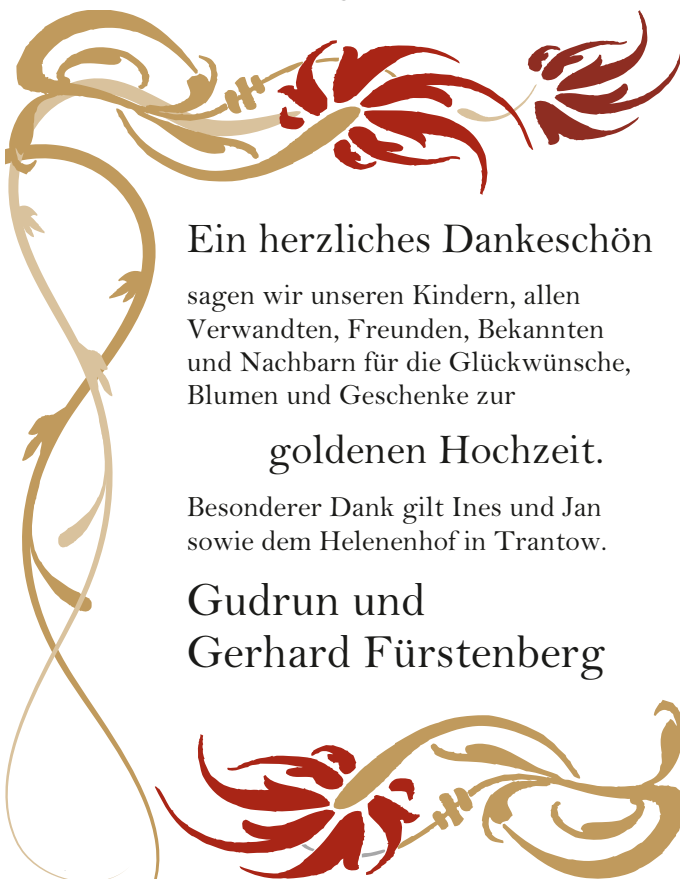 Ein herzliches Dankeschön
sagen wir unseren Kindern, allen
Verwandten, Freunden, Bekannten
und Nachbarn für die Glückwünsche,
Blumen und Geschenke zur
goldenen Hochzeit.
Besonderer Dank gilt Ines und Jan
sowie dem Helenenhof in Trantow.
Gudrun und
Gerhard Fürstenberg